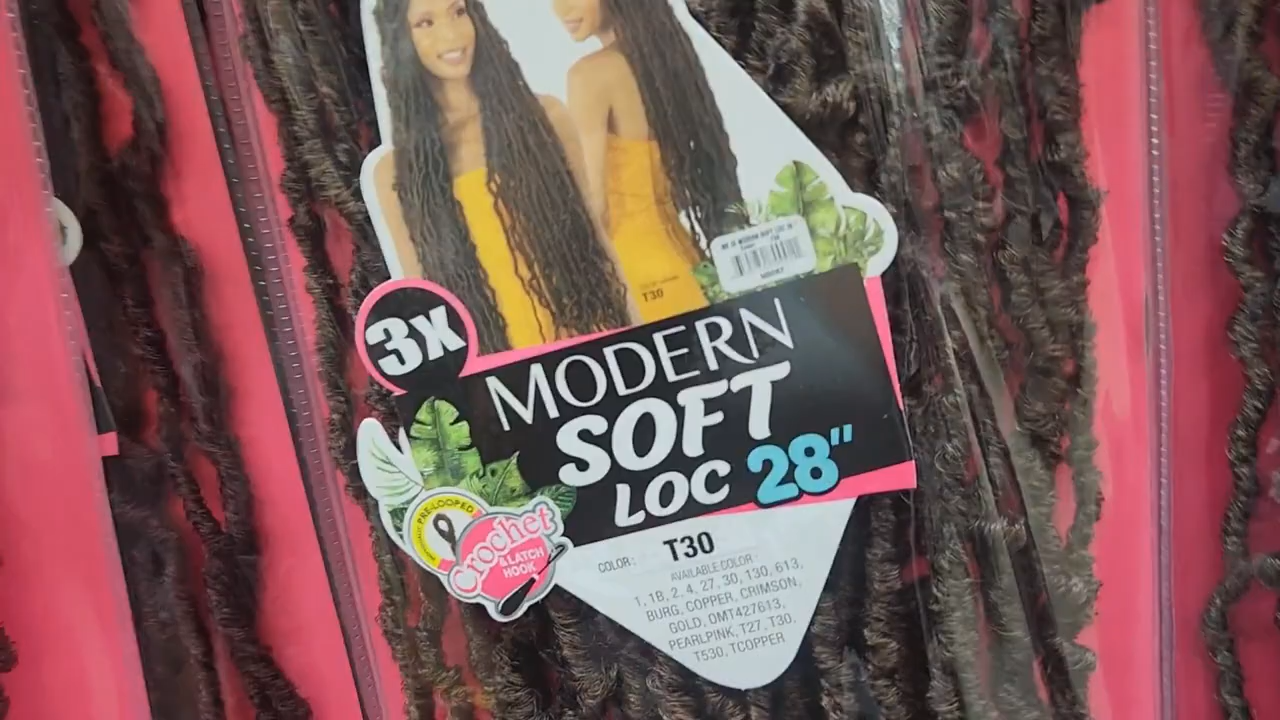 T30
3X
MODERN
SOFT
LOC 28"
PRE-LOOPED
Crochet
& LATCH
HOOK
COLOR: T30
AVAILABLE COLOR:
1, 1B, 2, 4, 27, 30, 130, 613,
BURG, COPPER, CRIMSON,
GOLD, OMT427613,
PEARLPINK, T27, T30,
T530, TCOPPER